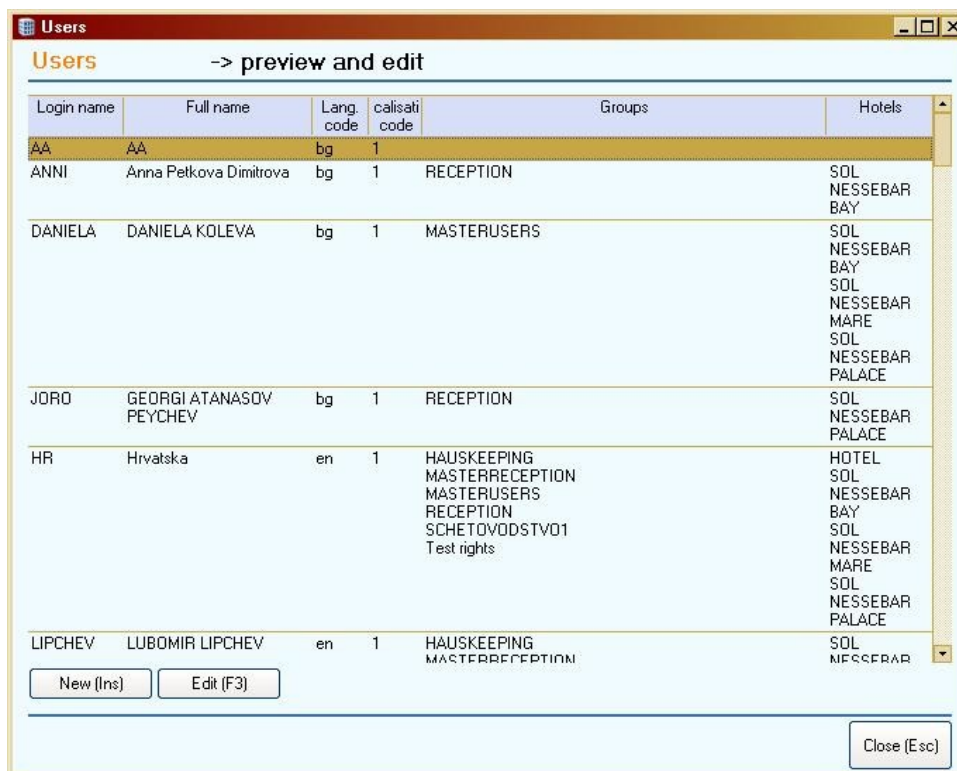 Users
Users -> preview and edit
Login name Full name Lang. code calisati code Groups Hotels
AA AA bg 1
ANNI Anna Petkova Dimitrova bg 1 RECEPTION SOL
NESSEBAR
BAY
DANIELA DANIELA KOLEVA bg 1 MASTERUSERS SOL
NESSEBAR
BAY
SOL
NESSEBAR
MARE
SOL
NESSEBAR
PALACE
JORO GEORGI ATANASOV bg 1 RECEPTION SOL
PEYCHEV NESSEBAR
PALACE
HR Hrvatska en 1 HAUSKEEPING HOTEL
MASTERRECEPTION SOL
MASTERUSERS NESSEBAR
RECEPTION BAY
SCHETOVODSTVO1 SOL
Test rights NESSEBAR
MARE
SOL
NESSEBAR
PALACE
LIPCHEV LUBOMIR LIPCHEV en 1 HAUSKEEPING SOL
MASTERRECEPTION NESSEBAR
New (Ins) Edit (F3)
Close (Esc)